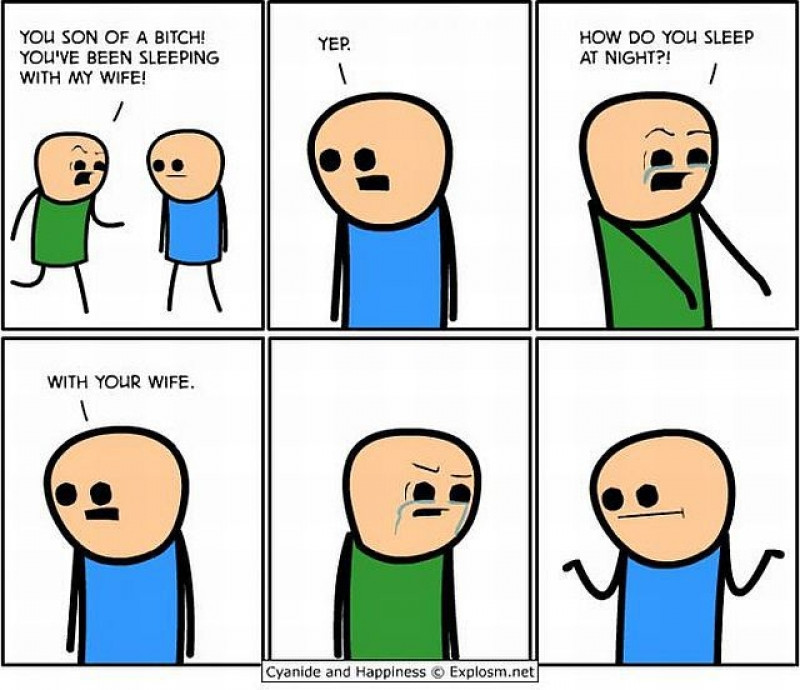 YOU SON OF A BITCH!
YOU'VE BEEN SLEEPING
WITH MY WIFE!
YEP.
HOW DO YOU SLEEP
AT NIGHT?!
WITH YOUR WIFE.
Cyanide and Happiness © Explosm.net